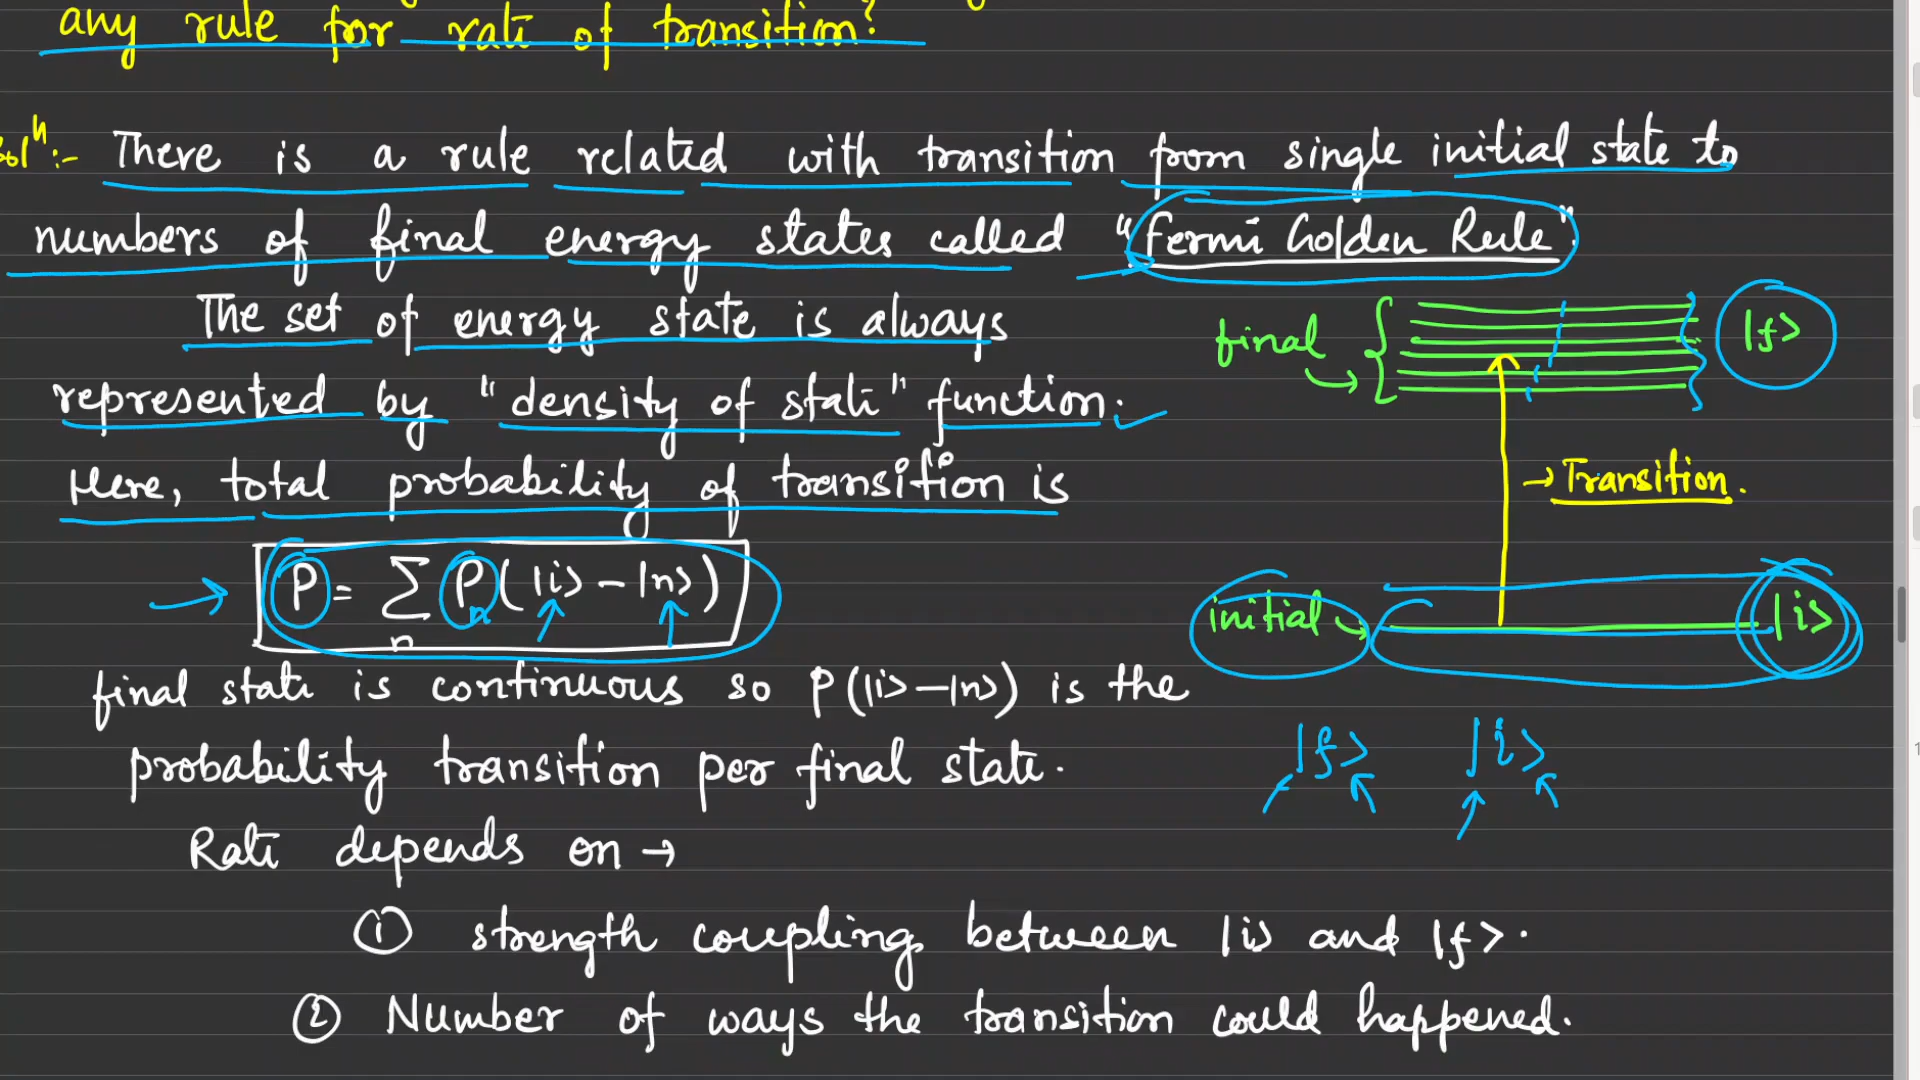 any rule for rate of transition?
Solⁿ:- There is a rule related with transition from single initial state to
numbers of final energy states called "Fermi Golden Rule".
The set of energy state is always
represented by "density of state" function.
Here, total probability of transition is
P = Σ_n P_n (|i> - |n>)
final state is continuous so P(|i> - |n>) is the
probability transition per final state.
Rate depends on →
① strength coupling between |i> and |f>.
② Number of ways the transition could happened.
final → |f>
→ Transition.
initial → |i>
|f> |i>